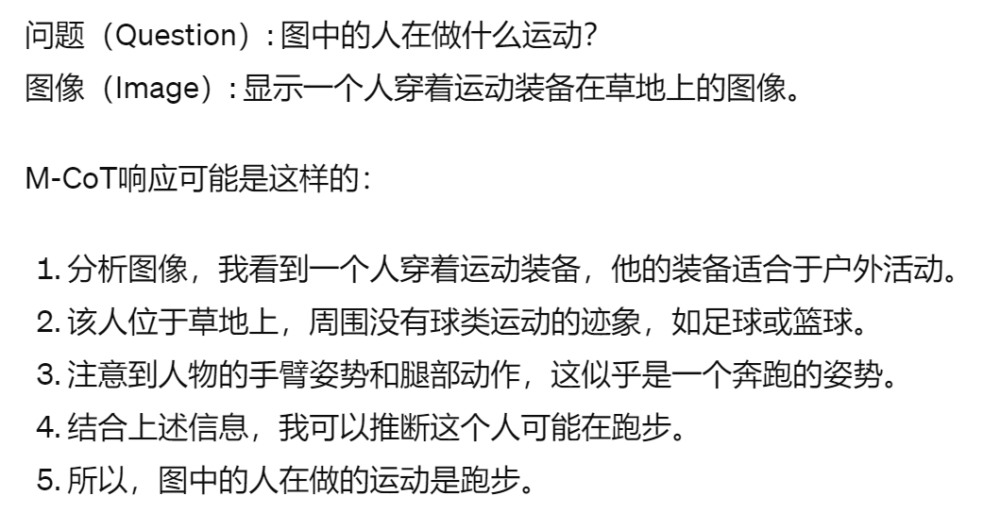 问题（Question）: 图中的人在做什么运动？
图像（Image）: 显示一个人穿着运动装备在草地上的图像。
M-CoT响应可能是这样的：
1. 分析图像，我看到一个人穿着运动装备，他的装备适合于户外活动。
2. 该人位于草地上，周围没有球类运动的迹象，如足球或篮球。
3. 注意到人物的手臂姿势和腿部动作，这似乎是一个奔跑的姿势。
4. 结合上述信息，我可以推断这个人可能在跑步。
5. 所以，图中的人在做的运动是跑步。